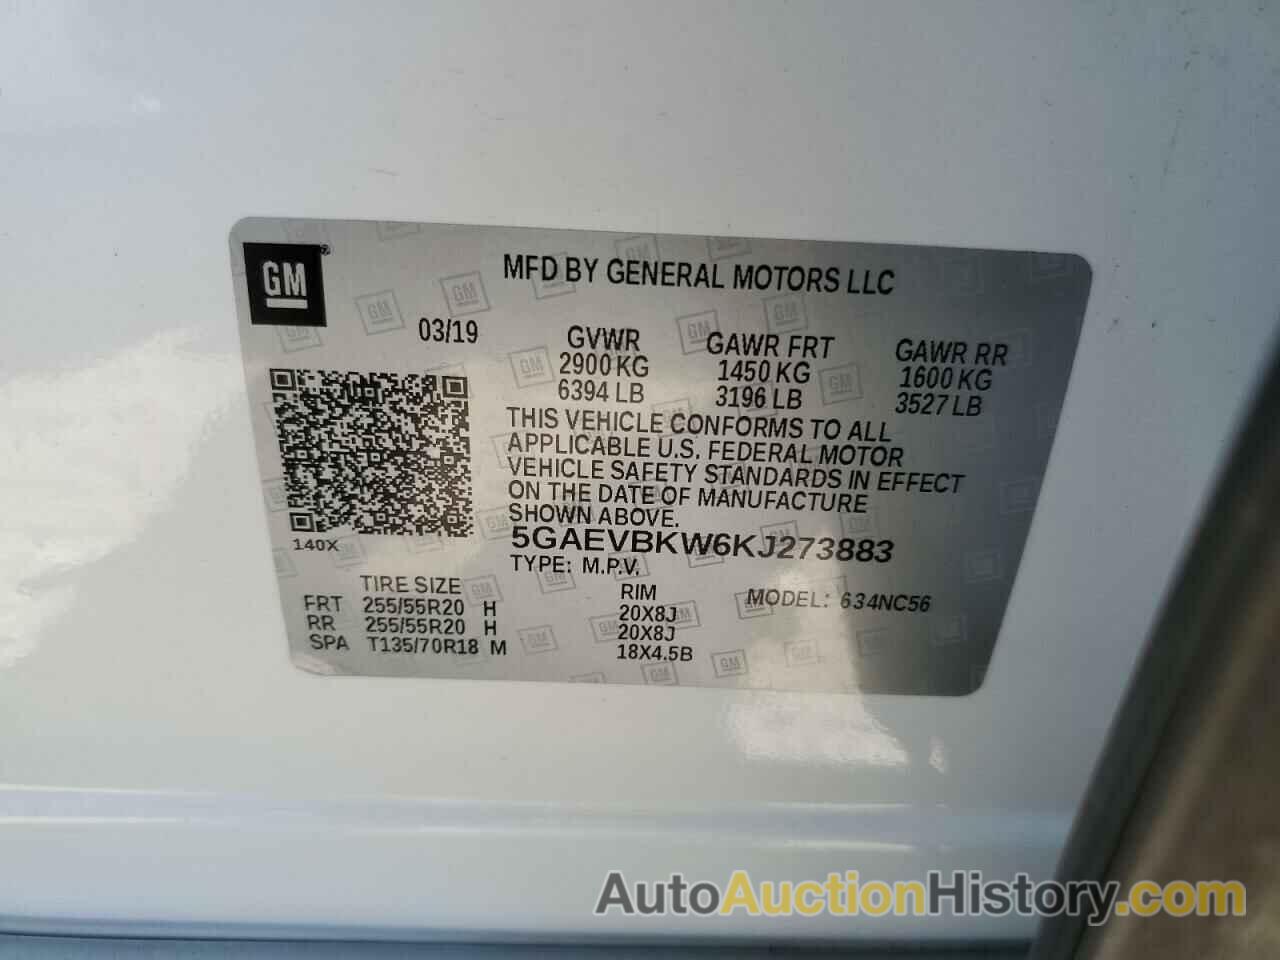 GM®
MFD BY GENERAL MOTORS LLC
03/19
GVWR GAWR FRT GAWR RR
2900 KG 1450 KG 1600 KG
6394 LB 3196 LB 3527 LB
THIS VEHICLE CONFORMS TO ALL
APPLICABLE U.S. FEDERAL MOTOR
VEHICLE SAFETY STANDARDS IN EFFECT
ON THE DATE OF MANUFACTURE
SHOWN ABOVE.
5GAEVBKW6KJ273883
140X
TYPE: M.P.V.
MODEL: 634NC56
TIRE SIZE RIM
FRT 255/55R20 H 20X8J
RR 255/55R20 H 20X8J
SPA T135/70R18 M 18X4.5B
AutoAuctionHistory.com